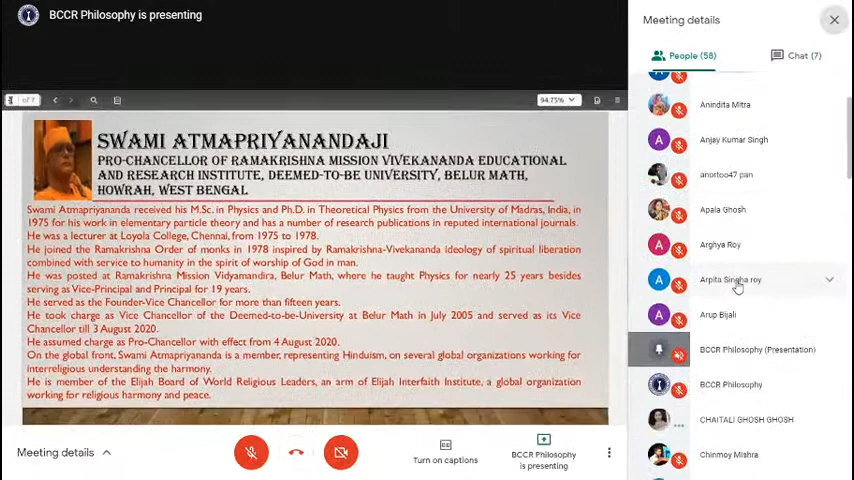 BCCR Philosophy is presenting
of 7
94.75%
SWAMI ATMAPRIYANANDAJI
PRO-CHANCELLOR OF RAMAKRISHNA MISSION VIVEKANANDA EDUCATIONAL
AND RESEARCH INSTITUTE, DEEMED-TO-BE UNIVERSITY, BELUR MATH,
HOWRAH, WEST BENGAL
Swami Atmapriyananda received his M.Sc. in Physics and Ph.D. in Theoretical Physics from the University of Madras, India, in
1975 for his work in elementary particle theory and has a number of research publications in reputed international journals.
He was a lecturer at Loyola College, Chennai, from 1975 to 1978.
He joined the Ramakrishna Order of monks in 1978 inspired by Ramakrishna-Vivekananda ideology of spiritual liberation
combined with service to humanity in the spirit of worship of God in man.
He was posted at Ramakrishna Mission Vidyamandira, Belur Math, where he taught Physics for nearly 25 years besides
serving as Vice-Principal and Principal for 19 years.
He served as the Founder-Vice Chancellor for more than fifteen years.
He took charge as Vice Chancellor of the Deemed-to-be-University at Belur Math in July 2005 and served as its Vice
Chancellor till 3 August 2020.
He assumed charge as Pro-Chancellor with effect from 4 August 2020.
On the global front, Swami Atmapriyananda is a member, representing Hinduism, on several global organizations working for
interreligious understanding the harmony.
He is member of the Elijah Board of World Religious Leaders, an arm of Elijah Interfaith Institute, a global organization
working for religious harmony and peace.
Meeting details
Turn on captions
BCCR Philosophy
is presenting
Meeting details
People (58)
Chat (7)
Anindita Mitra
A
Anjay Kumar Singh
anortoo47 pan
Apala Ghosh
A
Arghya Roy
A
Arpita Singha roy
A
Arup Bijali
BCCR Philosophy (Presentation)
BCCR Philosophy
CHAITALI GHOSH GHOSH
Chinmoy Mishra